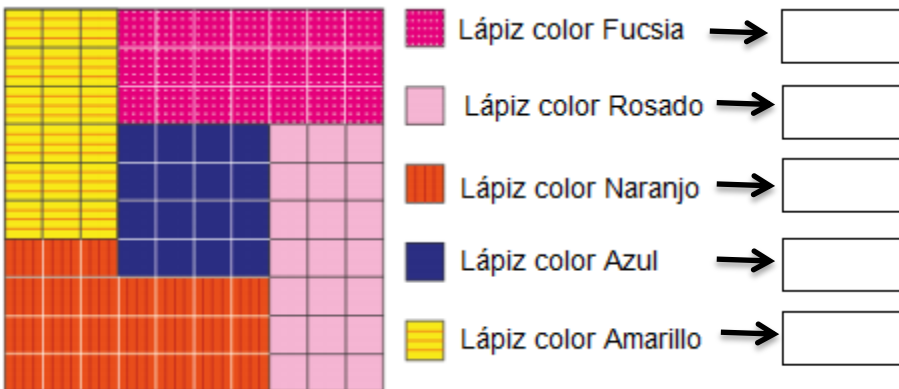 Lápiz color Fucsia
Lápiz color Rosado
Lápiz color Naranjo
Lápiz color Azul
Lápiz color Amarillo